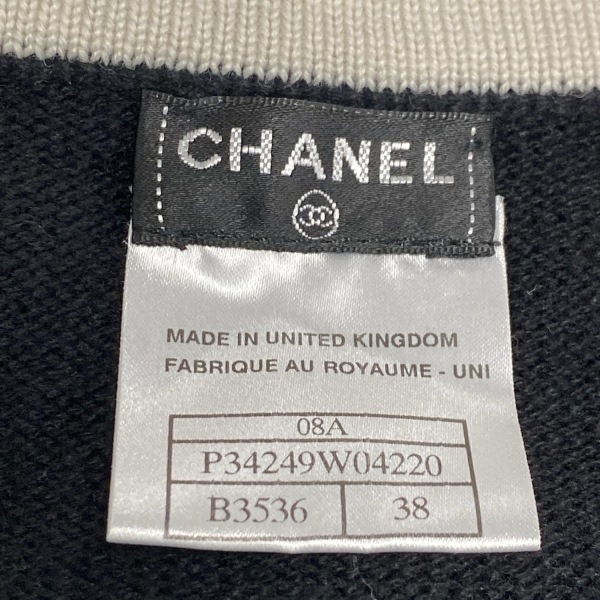 CHANEL
MADE IN UNITED KINGDOM
FABRIQUE AU ROYAUME - UNI
08A
P34249W04220
B3536 38